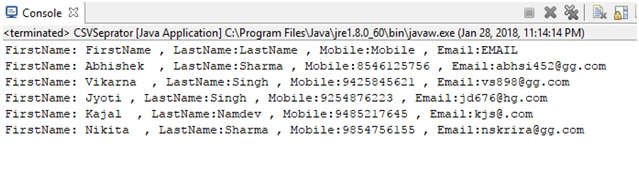 Console
<terminated> CSVSeprator [Java Application] C:\Program Files\Java\jre1.8.0_60\bin\javaw.exe (Jan 28, 2018, 11:14:14 PM)
FirstName: FirstName , LastName:LastName , Mobile:Mobile , Email:EMAIL
FirstName: Abhishek  , LastName:Sharma , Mobile:8546125756 , Email:abhsi452@gg.com
FirstName: Vikarna  , LastName:Singh , Mobile:9425845621 , Email:vs898@gg.com
FirstName: Jyoti , LastName:Singh , Mobile:9254876223 , Email:jd676@hg.com
FirstName: Kajal  , LastName:Namdev , Mobile:9485217645 , Email:kjs@.com
FirstName: Nikita  , LastName:Sharma , Mobile:9854756155 , Email:nskrira@gg.com